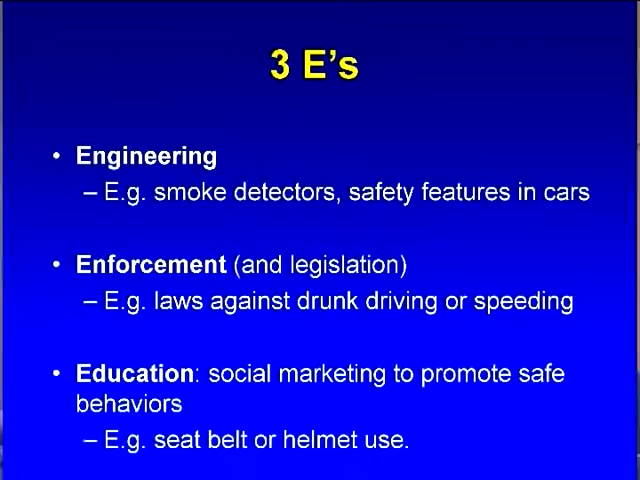 3 E’s
• Engineering
– E.g. smoke detectors, safety features in cars
• Enforcement (and legislation)
– E.g. laws against drunk driving or speeding
• Education: social marketing to promote safe
behaviors
– E.g. seat belt or helmet use.